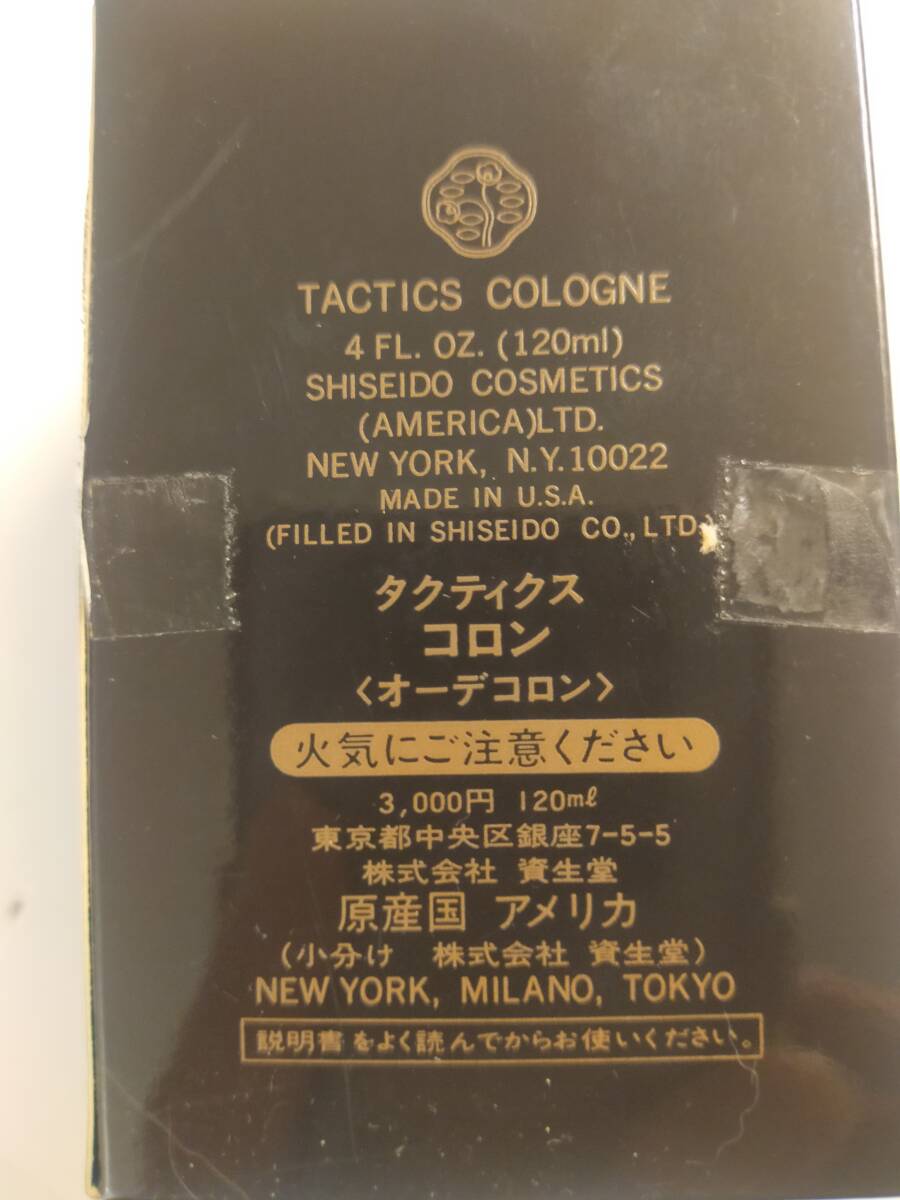 TACTICS COLOGNE
4 FL. OZ. (120ml)
SHISEIDO COSMETICS
(AMERICA)LTD.
NEW YORK, N.Y.10022
MADE IN U.S.A.
(FILLED IN SHISEIDO CO., LTD.)
タクティクス
コロン
〈オーデコロン〉
火気にご注意ください
3,000円 120mℓ
東京都中央区銀座7-5-5
株式会社 資生堂
原産国 アメリカ
(小分け 株式会社 資生堂)
NEW YORK, MILANO, TOKYO
説明書をよく読んでからお使いください。